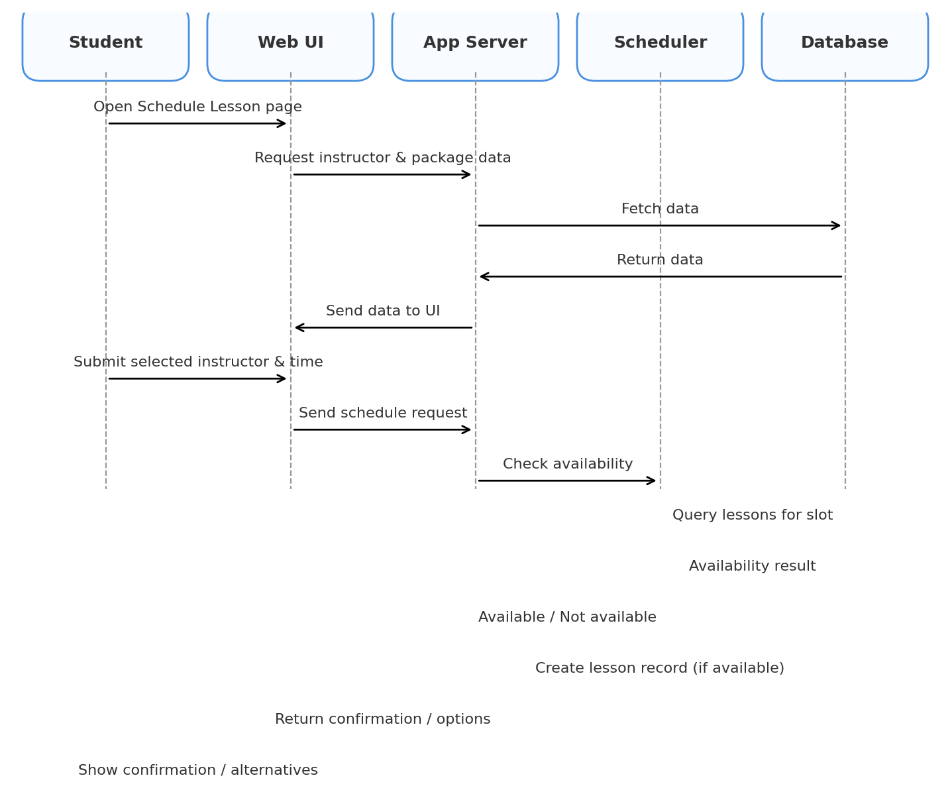 Student
Web UI
App Server
Scheduler
Database
Open Schedule Lesson page
Request instructor & package data
Fetch data
Return data
Send data to UI
Submit selected instructor & time
Send schedule request
Check availability
Query lessons for slot
Availability result
Available / Not available
Create lesson record (if available)
Return confirmation / options
Show confirmation / alternatives